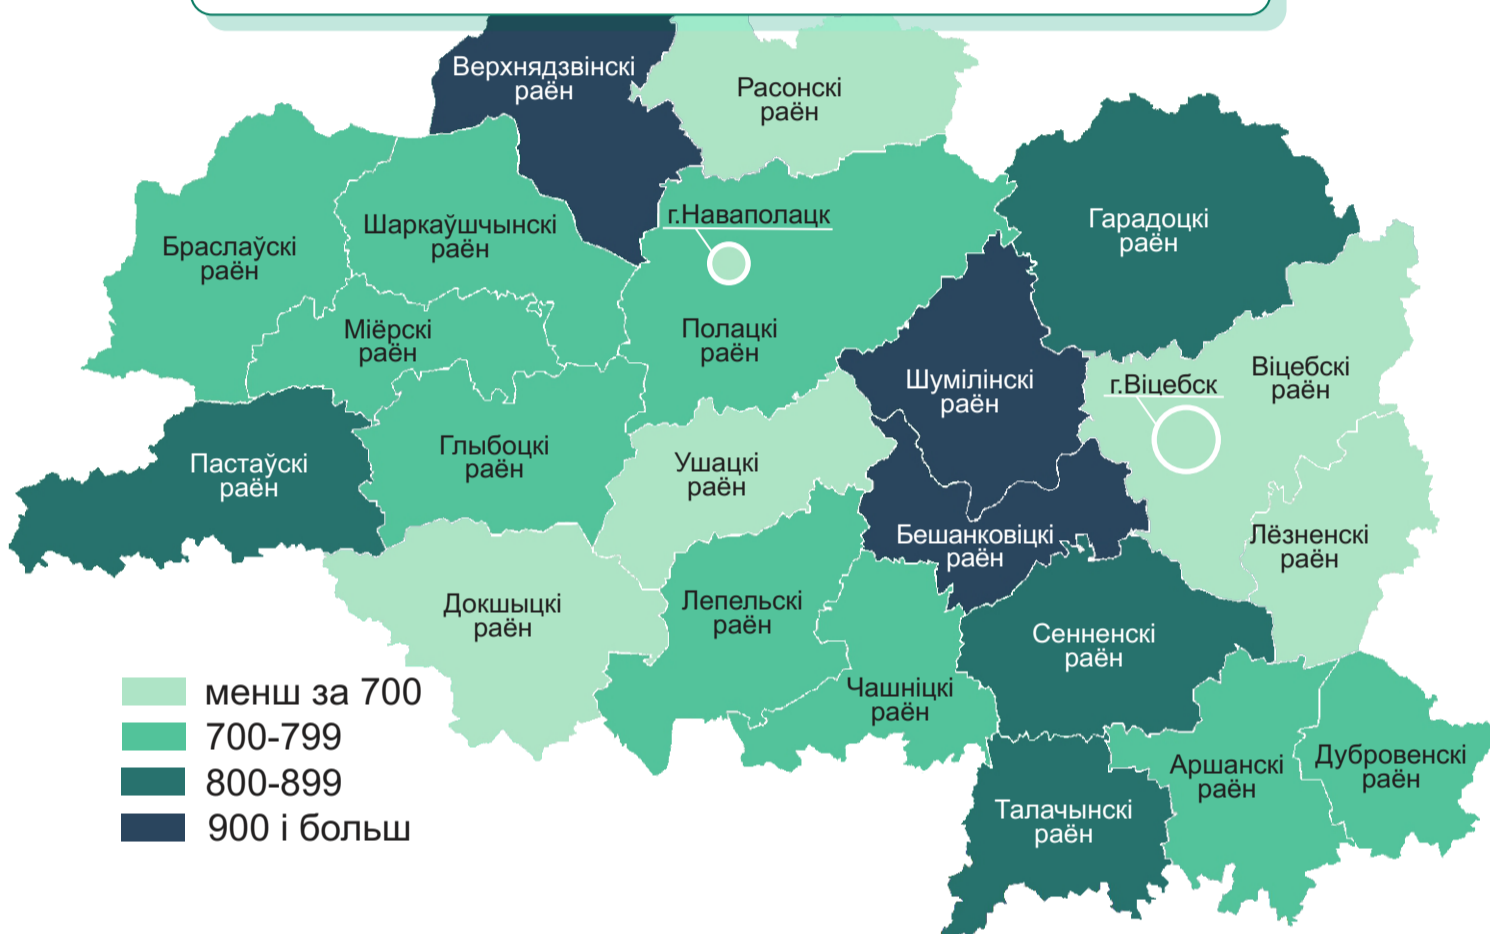 Верхнядзвінскі
раён
Расонскі
раён
Гарадоцкі
раён
г.Наваполацк
Шаркаўшчынскі
раён
Браслаўскі
раён
Міёрскі
раён
Полацкі
раён
Шумілінскі
раён
г.Віцебск
Віцебскі
раён
Пастаўскі
раён
Глыбоцкі
раён
Ушацкі
раён
Бешанковіцкі
раён
Лёзненскі
раён
Докшыцкі
раён
Лепельскі
раён
Сенненскі
раён
Чашніцкі
раён
Аршанскі
раён
Дубровенскі
раён
Талачынскі
раён
менш за 700
700-799
800-899
900 і больш